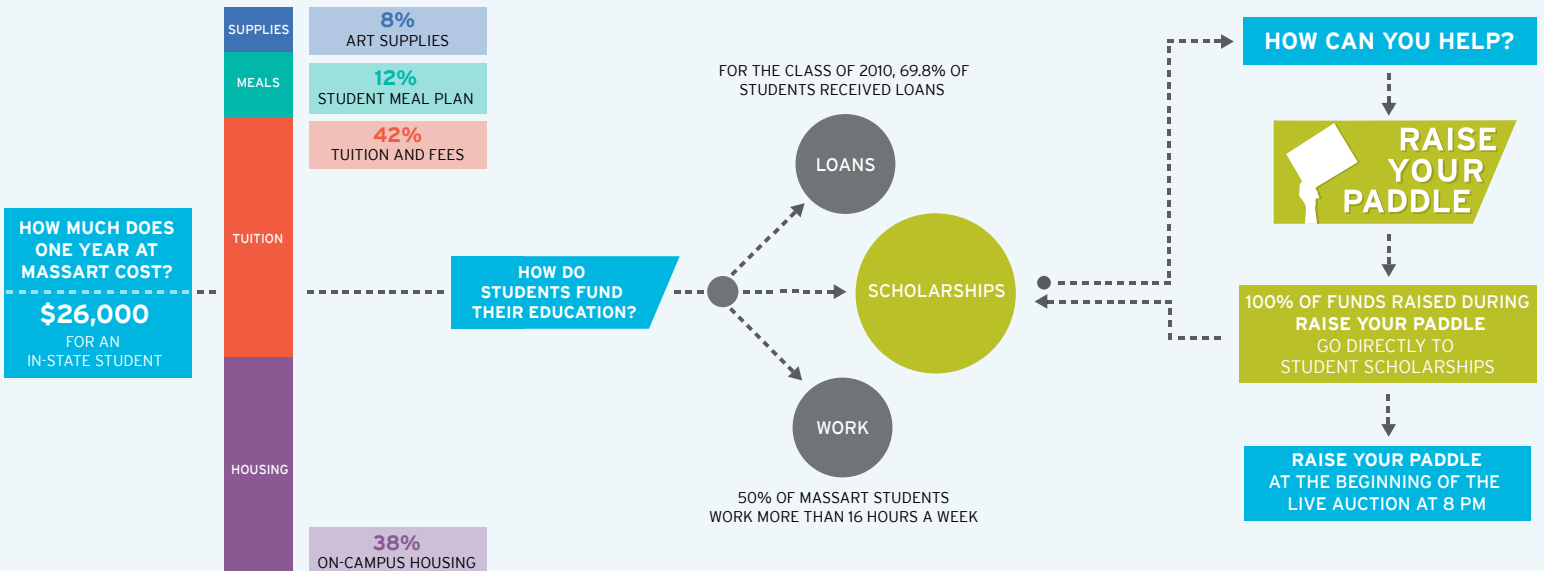 HOW MUCH DOES
ONE YEAR AT
MASSART COST?
$26,000
FOR AN
IN-STATE STUDENT
SUPPLIES
8%
ART SUPPLIES
MEALS
12%
STUDENT MEAL PLAN
TUITION
42%
TUITION AND FEES
HOUSING
38%
ON-CAMPUS HOUSING
HOW DO
STUDENTS FUND
THEIR EDUCATION?
FOR THE CLASS OF 2010, 69.8% OF
STUDENTS RECEIVED LOANS
LOANS
SCHOLARSHIPS
WORK
50% OF MASSART STUDENTS
WORK MORE THAN 16 HOURS A WEEK
HOW CAN YOU HELP?
RAISE
YOUR
PADDLE
100% OF FUNDS RAISED DURING
RAISE YOUR PADDLE
GO DIRECTLY TO
STUDENT SCHOLARSHIPS
RAISE YOUR PADDLE
AT THE BEGINNING OF THE
LIVE AUCTION AT 8 PM